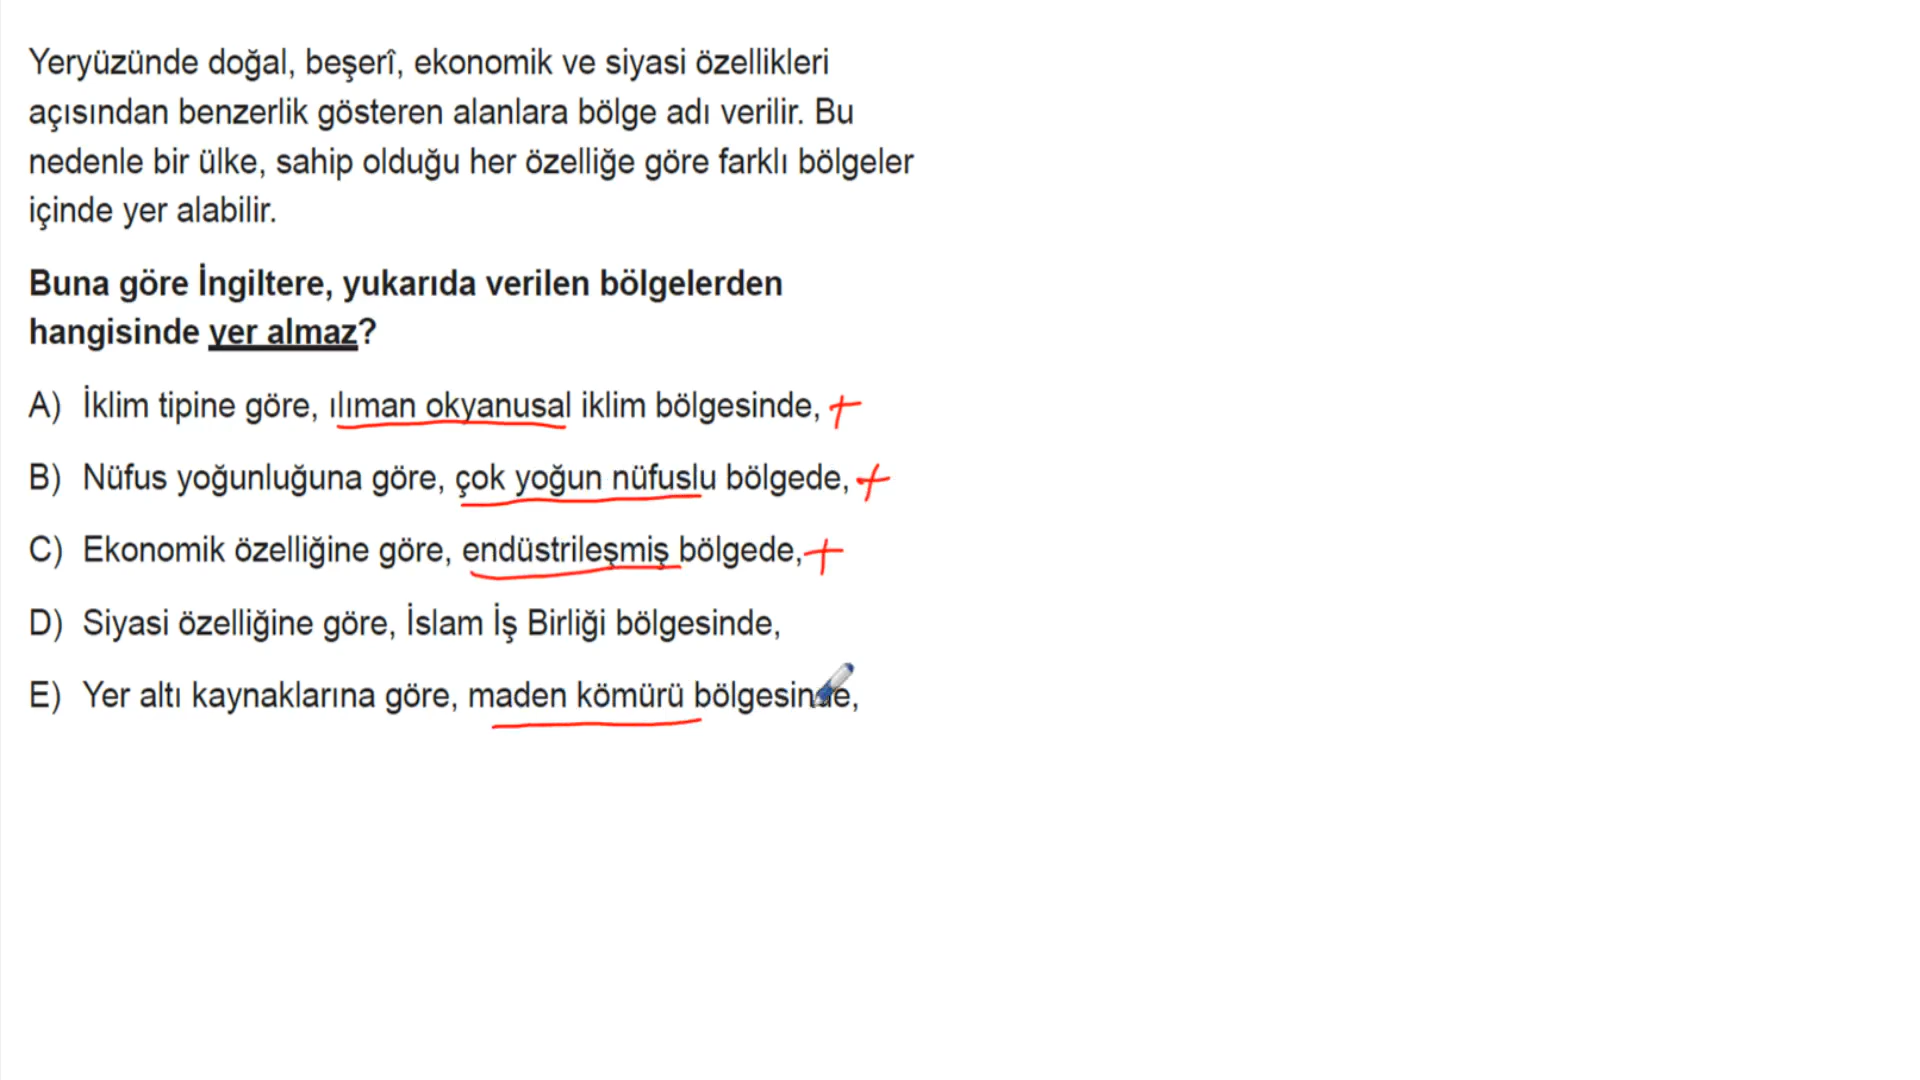 Yeryüzünde doğal, beşerî, ekonomik ve siyasi özellikleri
açısından benzerlik gösteren alanlara bölge adı verilir. Bu
nedenle bir ülke, sahip olduğu her özelliğe göre farklı bölgeler
içinde yer alabilir.
Buna göre İngiltere, yukarıda verilen bölgelerden
hangisinde yer almaz?
A) İklim tipine göre, ılıman okyanusal iklim bölgesinde, +
B) Nüfus yoğunluğuna göre, çok yoğun nüfuslu bölgede, +
C) Ekonomik özelliğine göre, endüstrileşmiş bölgede, +
D) Siyasi özelliğine göre, İslam İş Birliği bölgesinde,
E) Yer altı kaynaklarına göre, maden kömürü bölgesinde,